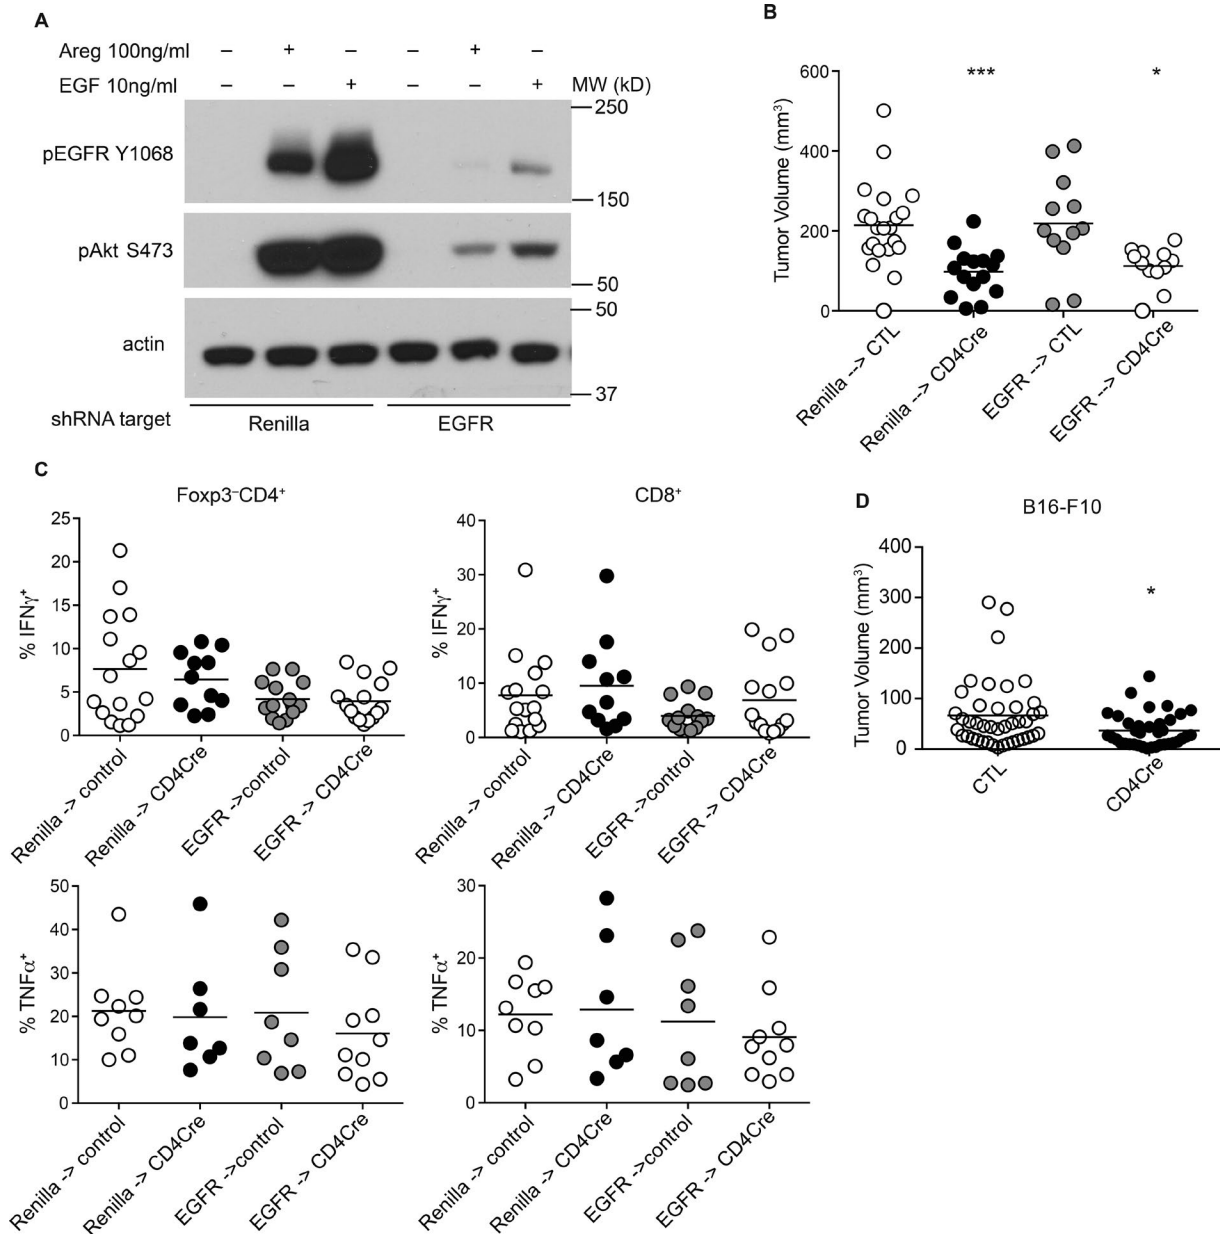 A
Areg 100ng/ml – + – – + –
EGF 10ng/ml – – + – – + MW (kD)
250
pEGFR Y1068
150
pAkt S473
50
50
actin
37
shRNA target
Renilla EGFR
B
*** *
Tumor Volume (mm³)
600
400
200
0
Renilla --> CTL
Renilla --> CD4Cre
EGFR --> CTL
EGFR --> CD4Cre
C
Foxp3⁻CD4⁺
% IFNγ⁺
25
20
15
10
5
0
Renilla -> control
Renilla -> CD4Cre
EGFR ->control
EGFR -> CD4Cre
CD8⁺
% IFNγ⁺
40
30
20
10
0
Renilla -> control
Renilla -> CD4Cre
EGFR ->control
EGFR -> CD4Cre
D
B16-F10
Tumor Volume (mm³)
400
300
200
100
0
*
CTL
CD4Cre
% TNFα⁺
50
40
30
20
10
0
Renilla -> control
Renilla -> CD4Cre
EGFR ->control
EGFR -> CD4Cre
% TNFα⁺
30
20
10
0
Renilla -> control
Renilla -> CD4Cre
EGFR ->control
EGFR -> CD4Cre